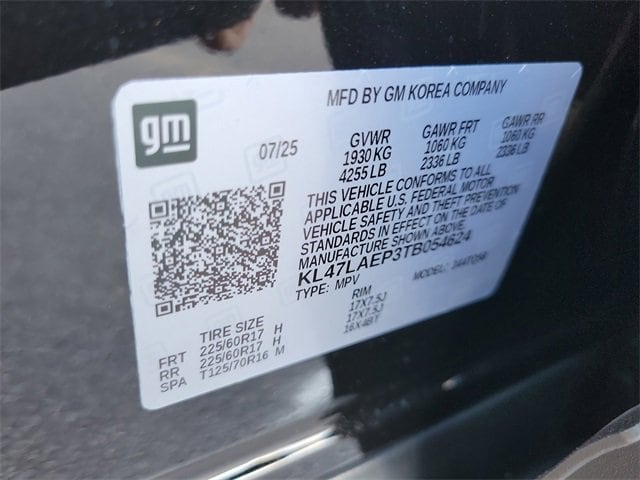 MFD BY GM KOREA COMPANY
gm
07/25
GVWR GAWR FRT GAWR RR
1930 KG 1060 KG 1060 KG
4255 LB 2336 LB 2336 LB
THIS VEHICLE CONFORMS TO ALL
APPLICABLE U.S. FEDERAL MOTOR
VEHICLE SAFETY AND THEFT PREVENTION
STANDARDS IN EFFECT ON THE DATE OF
MANUFACTURE SHOWN ABOVE.
KL47LAEP3TB054624
TYPE: MPV MODEL:
TIRE SIZE RIM
FRT 225/60R17 H 17X7.5J
RR 225/60R17 H 17X7.5J
SPA T125/70R16 M 16X4BT